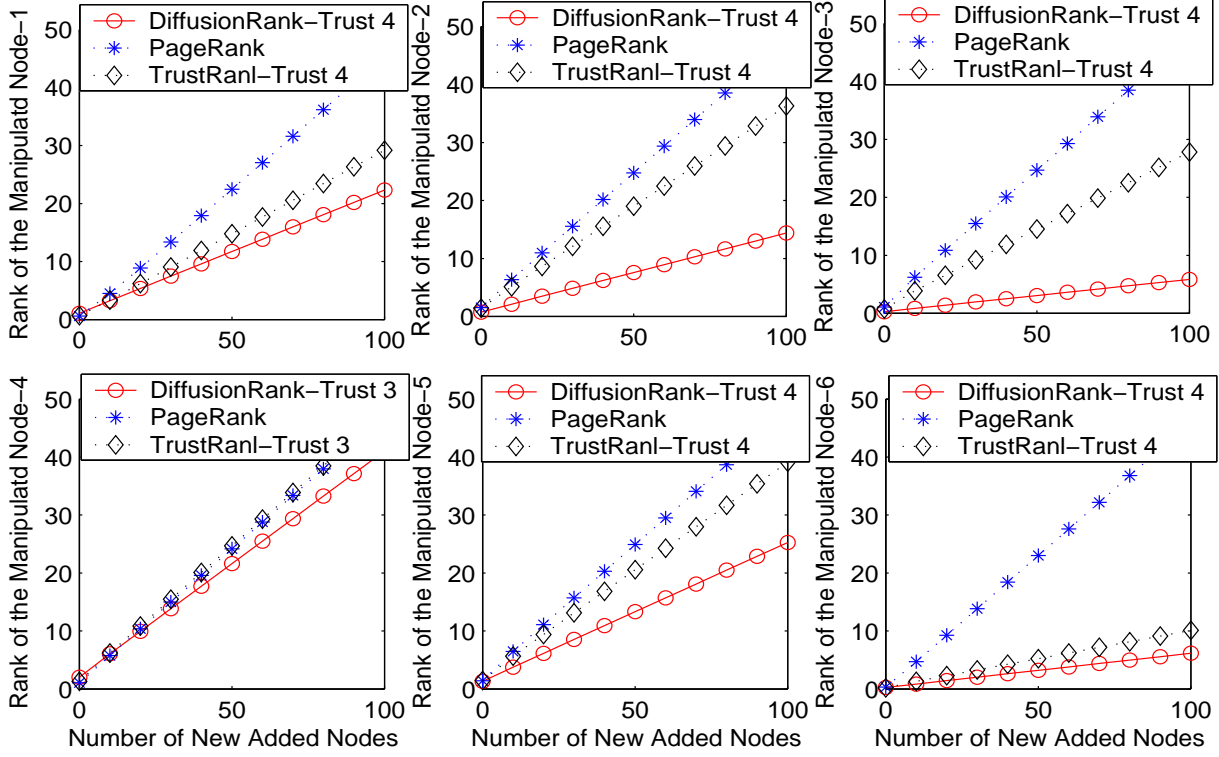 Rank of the Manipulatd Node−1
50
40
30
20
10
0
0 50 100
DiffusionRank−Trust 4
PageRank
TrustRanl−Trust 4
Rank of the Manipulatd Node−2
50
40
30
20
10
0
0 50 100
DiffusionRank−Trust 4
PageRank
TrustRanl−Trust 4
Rank of the Manipulatd Node−3
50
40
30
20
10
0
0 50 100
DiffusionRank−Trust 4
PageRank
TrustRanl−Trust 4
Rank of the Manipulatd Node−4
50
40
30
20
10
0
0 50 100
Number of New Added Nodes
DiffusionRank−Trust 3
PageRank
TrustRanl−Trust 3
Rank of the Manipulatd Node−5
50
40
30
20
10
0
0 50 100
Number of New Added Nodes
DiffusionRank−Trust 4
PageRank
TrustRanl−Trust 4
Rank of the Manipulatd Node−6
50
40
30
20
10
0
0 50 100
Number of New Added Nodes
DiffusionRank−Trust 4
PageRank
TrustRanl−Trust 4